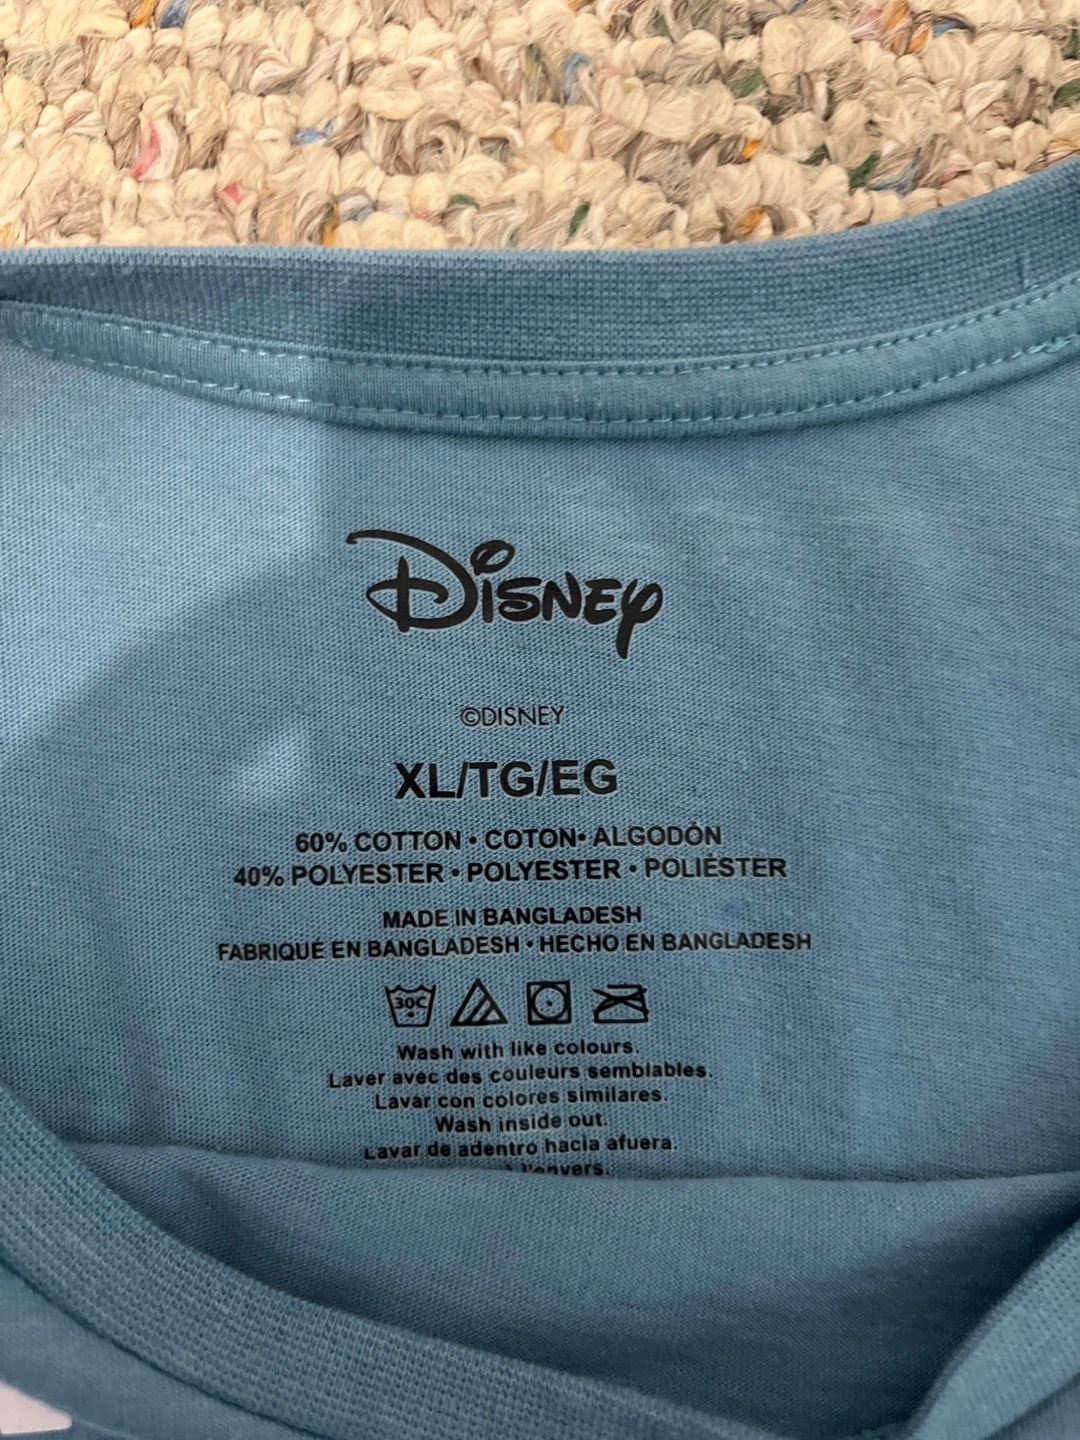 Disney
©DISNEY
XL/TG/EG
60% COTTON • COTON• ALGODÓN
40% POLYESTER • POLYESTER • POLIÉSTER
MADE IN BANGLADESH
FABRIQUÉ EN BANGLADESH • HECHO EN BANGLADESH
30C
Wash with like colours.
Laver avec des couleurs semblables.
Lavar con colores similares.
Wash inside out.
Lavar de adentro hacia afuera.
l'envers.